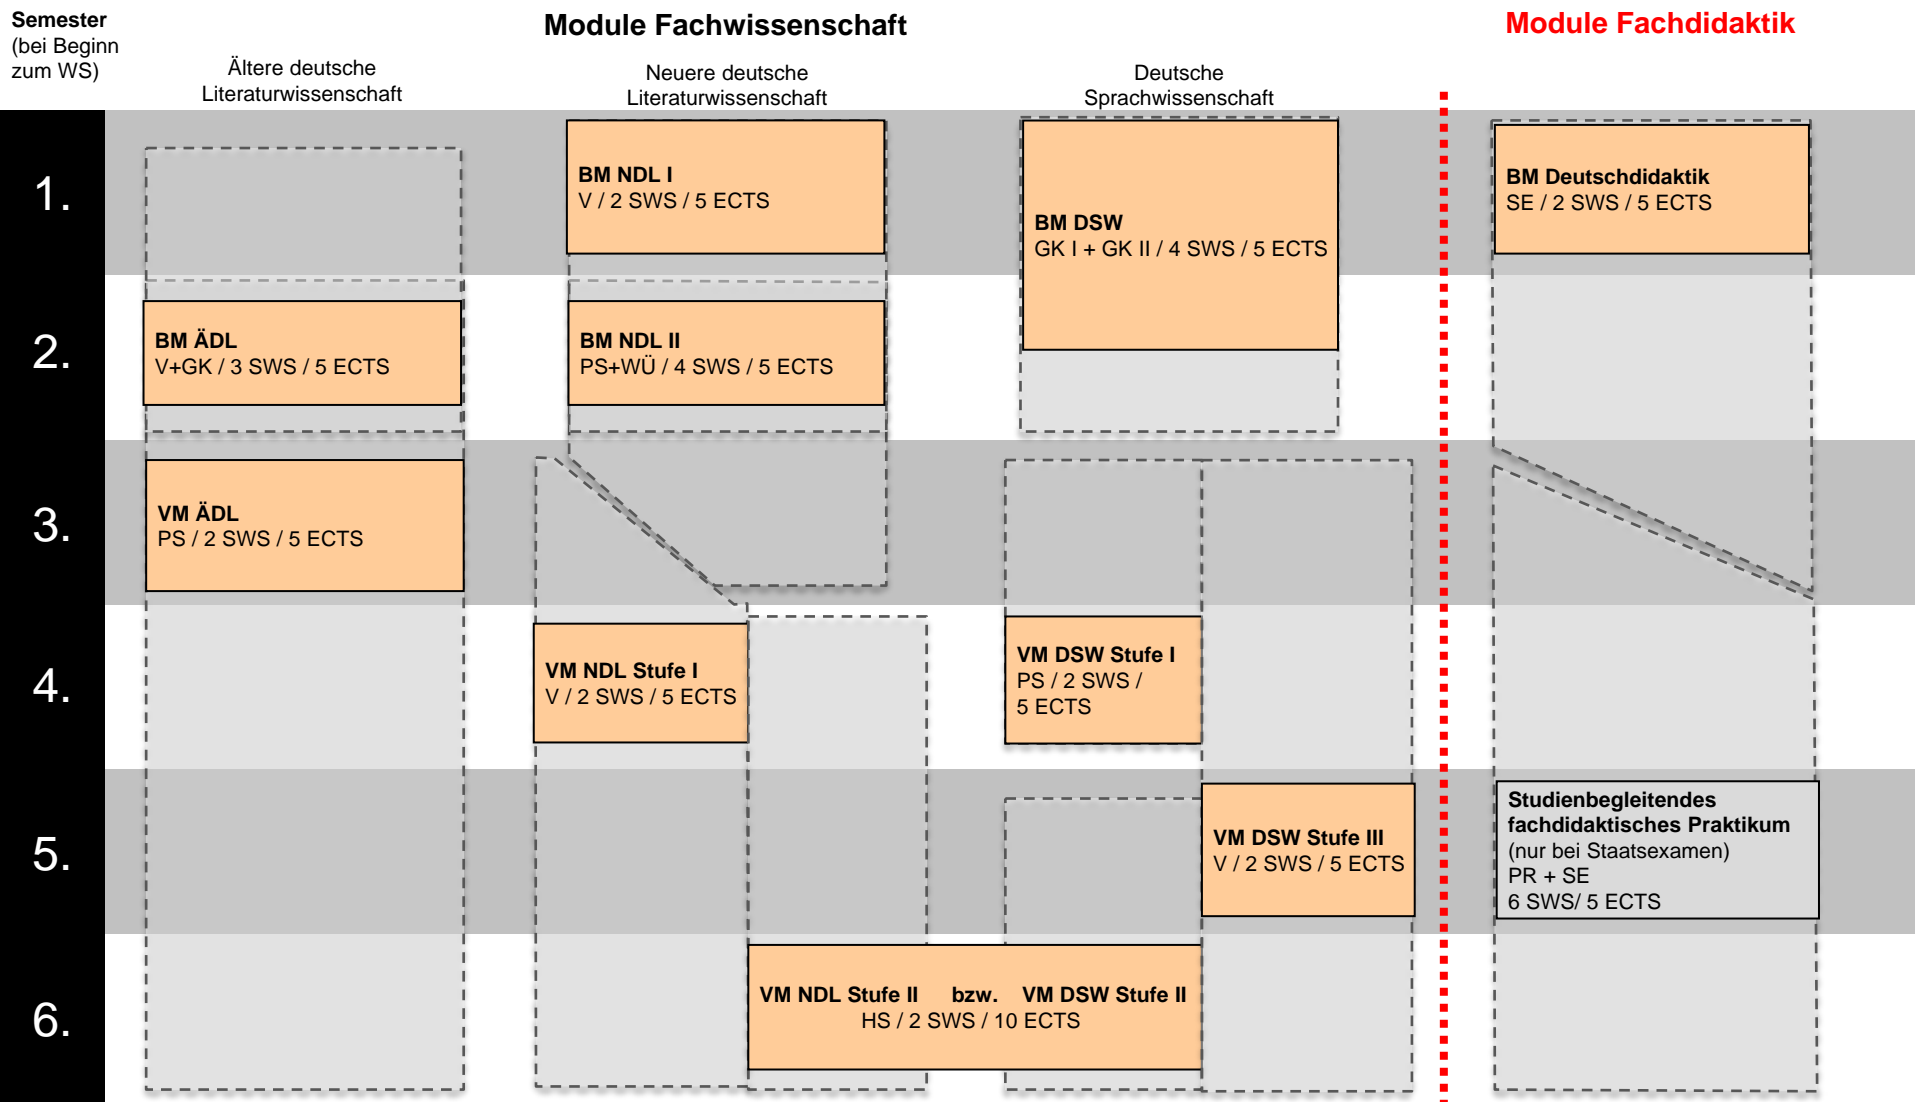 Semester
(bei Beginn
zum WS)
Module Fachwissenschaft
Module Fachdidaktik
Ältere deutsche
Literaturwissenschaft
Neuere deutsche
Literaturwissenschaft
Deutsche
Sprachwissenschaft
1.
BM NDL I
V / 2 SWS / 5 ECTS
BM DSW
GK I + GK II / 4 SWS / 5 ECTS
BM Deutschdidaktik
SE / 2 SWS / 5 ECTS
2.
BM ÄDL
V+GK / 3 SWS / 5 ECTS
BM NDL II
PS+WÜ / 4 SWS / 5 ECTS
3.
VM ÄDL
PS / 2 SWS / 5 ECTS
4.
VM NDL Stufe I
V / 2 SWS / 5 ECTS
VM DSW Stufe I
PS / 2 SWS /
5 ECTS
5.
VM DSW Stufe III
V / 2 SWS / 5 ECTS
Studienbegleitendes
fachdidaktisches Praktikum
(nur bei Staatsexamen)
PR + SE
6 SWS/ 5 ECTS
6.
VM NDL Stufe II bzw. VM DSW Stufe II
HS / 2 SWS / 10 ECTS